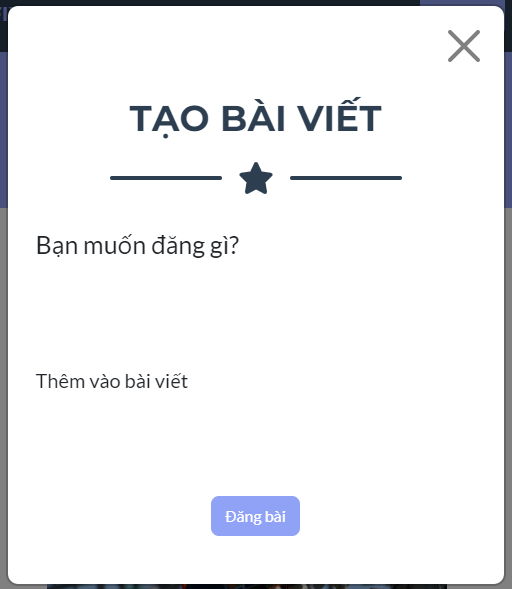 TẠO BÀI VIẾT
Bạn muốn đăng gì?
Thêm vào bài viết
Đăng bài